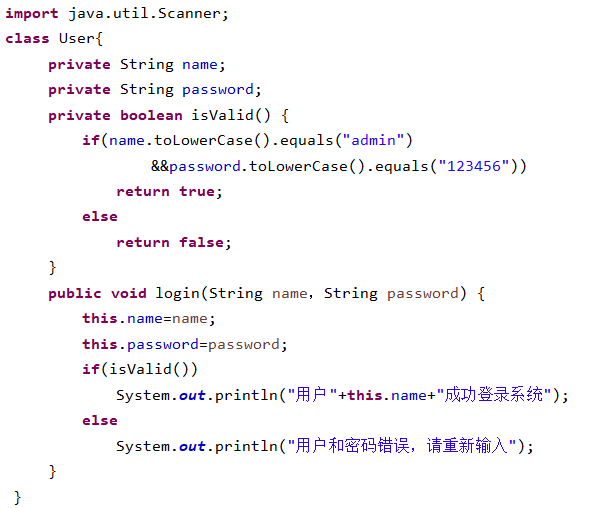 import java.util.Scanner;
class User{
    private String name;
    private String password;
    private boolean isValid() {
        if(name.toLowerCase().equals("admin")
                &&password.toLowerCase().equals("123456"))
            return true;
        else
            return false;
    }
    public void login(String name，String password) {
        this.name=name;
        this.password=password;
        if(isValid())
            System.out.println("用户"+this.name+"成功登录系统");
        else
            System.out.println("用户和密码错误，请重新输入");
    }
}